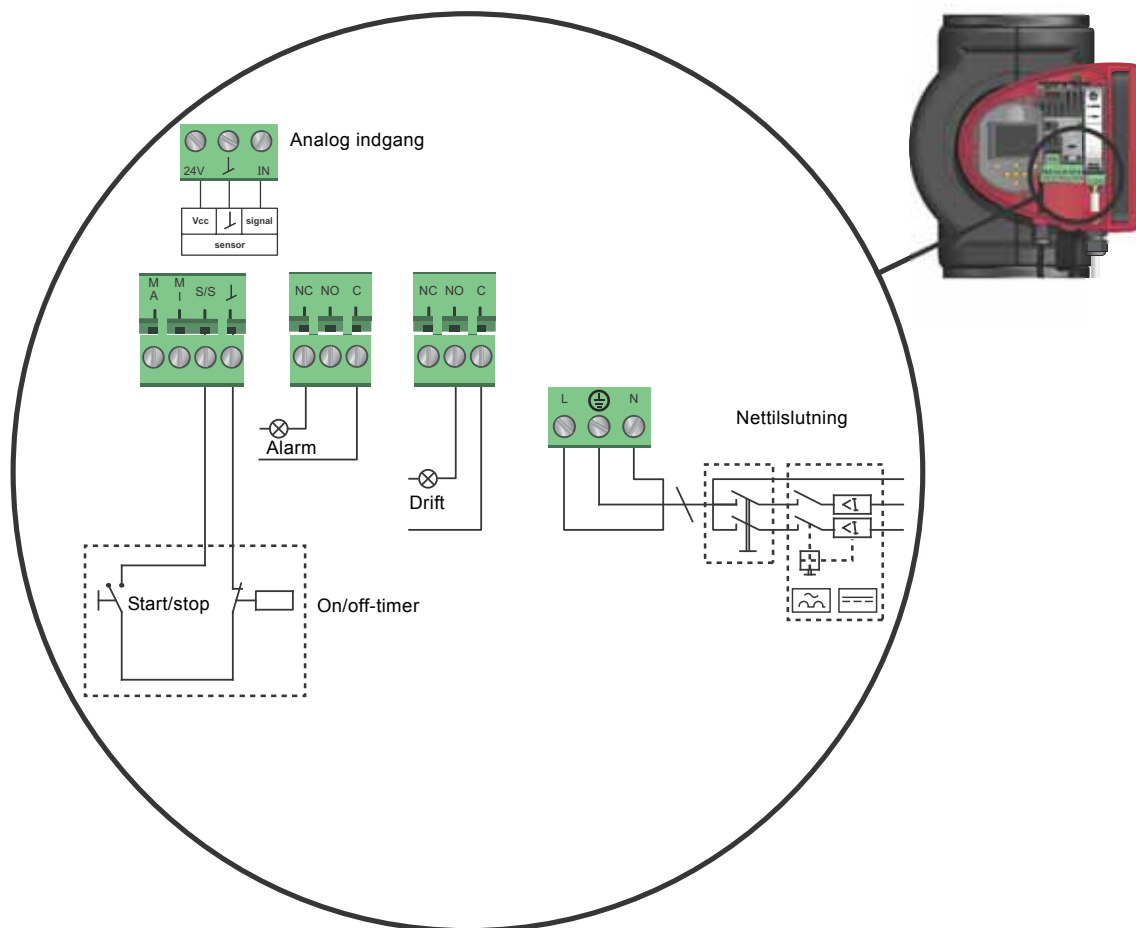 Analog indgang
24V IN
Vcc signal
sensor
M A M I S/S
NC NO C
NC NO C
Alarm
Drift
L N
Nettilslutning
Start/stop
On/off-timer